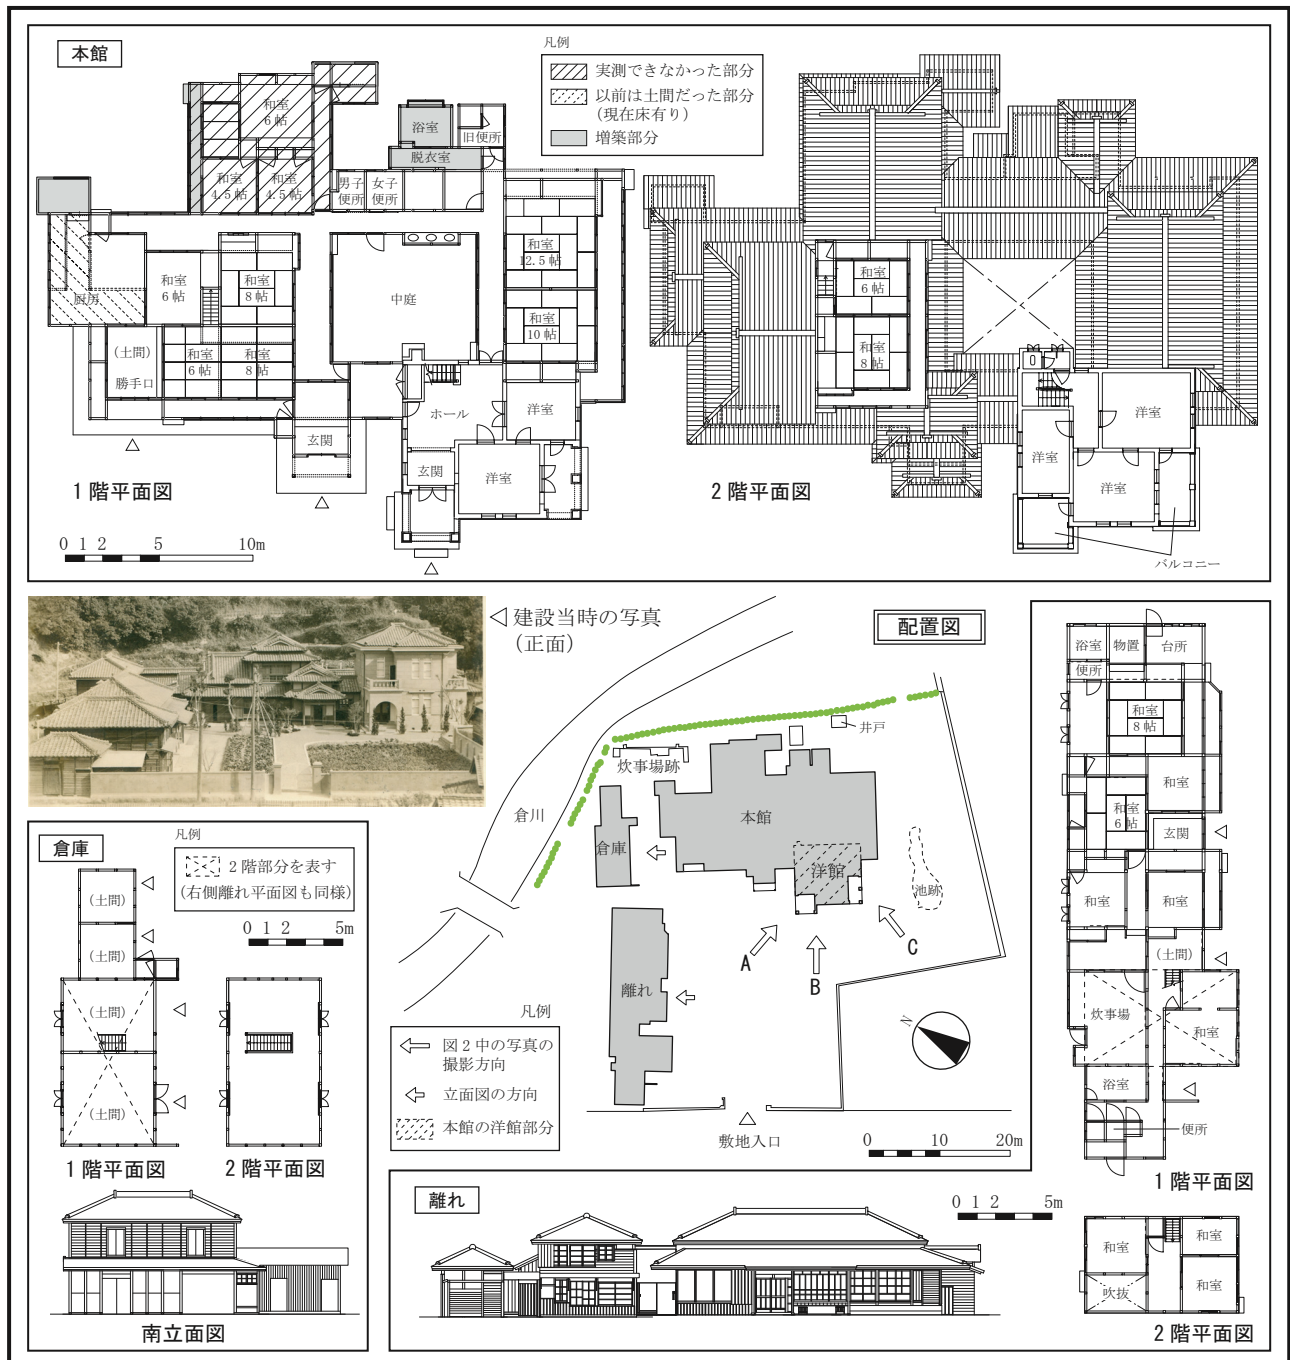 本館
凡例
実測できなかった部分
以前は土間だった部分
(現在床有り)
増築部分
和室
6帖
和室
4.5帖
和室
4.5帖
浴室
旧便所
脱衣室
男子
便所
女子
便所
厨房
和室
6帖
和室
8帖
中庭
和室
12.5帖
和室
10帖
(土間)
勝手口
和室
6帖
和室
8帖
ホール
洋室
玄関
玄関
洋室
1階平面図
0 1 2 5 10m
和室
6帖
和室
8帖
洋室
洋室
洋室
バルコニー
2階平面図
建設当時の写真
(正面)
配置図
井戸
炊事場跡
倉川
本館
倉庫
洋館
池跡
離れ
A
B
C
N
凡例
図2中の写真の
撮影方向
立面図の方向
本館の洋館部分
敷地入口
0 10 20m
倉庫
凡例
2階部分を表す
(右側離れ平面図も同様)
0 1 2 5m
(土間)
(土間)
(土間)
(土間)
1階平面図
2階平面図
南立面図
離れ
0 1 2 5m
浴室
物置
台所
便所
和室
8帖
和室
和室
6帖
玄関
和室
和室
(土間)
炊事場
和室
浴室
便所
1階平面図
和室
和室
吹抜
和室
2階平面図